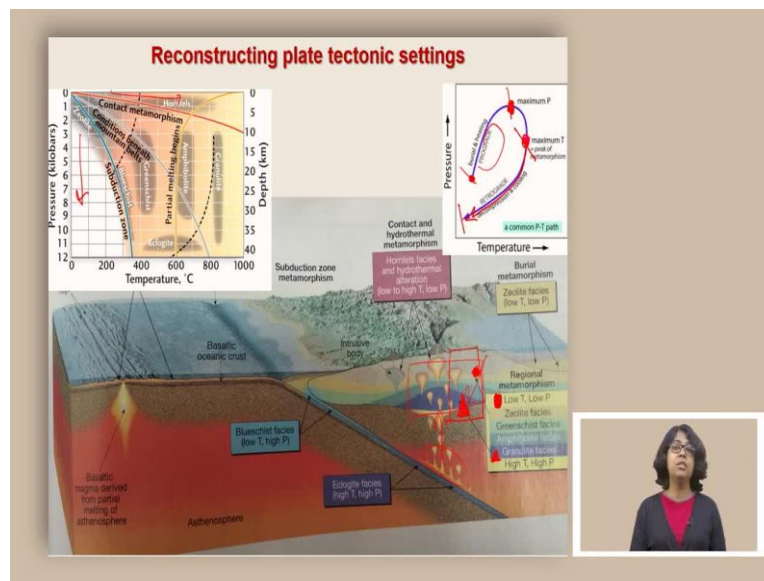 Reconstructing plate tectonic settings
Pressure (kilobars)
0
1
2
3
4
5
6
7
8
9
10
11
12
0
200
400
600
800
1000
Temperature, °C
0
5
10
15
20
25
30
35
40
Depth (km)
Hornfels
Contact metamorphism
Zeolite
Conditions beneath
mountain belts
Subduction zone
Blueschist
Greenschist
Partial melting begins
Amphibolite
Granulite
Eclogite
Pressure
Temperature
maximum P
maximum T
= peak of
metamorphism
burial & heating
PROGRADE
RETROGRADE
a common P-T path
Contact and
hydrothermal
metamorphism
Hornfels facies
and hydrothermal
alteration
(low to high T, low P)
Subduction zone
metamorphism
Burial
metamorphism
Zeolite facies
(low T, low P)
Basaltic
oceanic crust
Intrusive
body
Regional
metamorphism
Low T, Low P
Zeolite facies
Greenschist facies
Amphibolite facies
Granulite facies
High T, High P
Blueschist facies
(low T, high P)
Eclogite facies
(high T, high P)
Basaltic
magma derived
from partial
melting of
asthenosphere
Asthenosphere